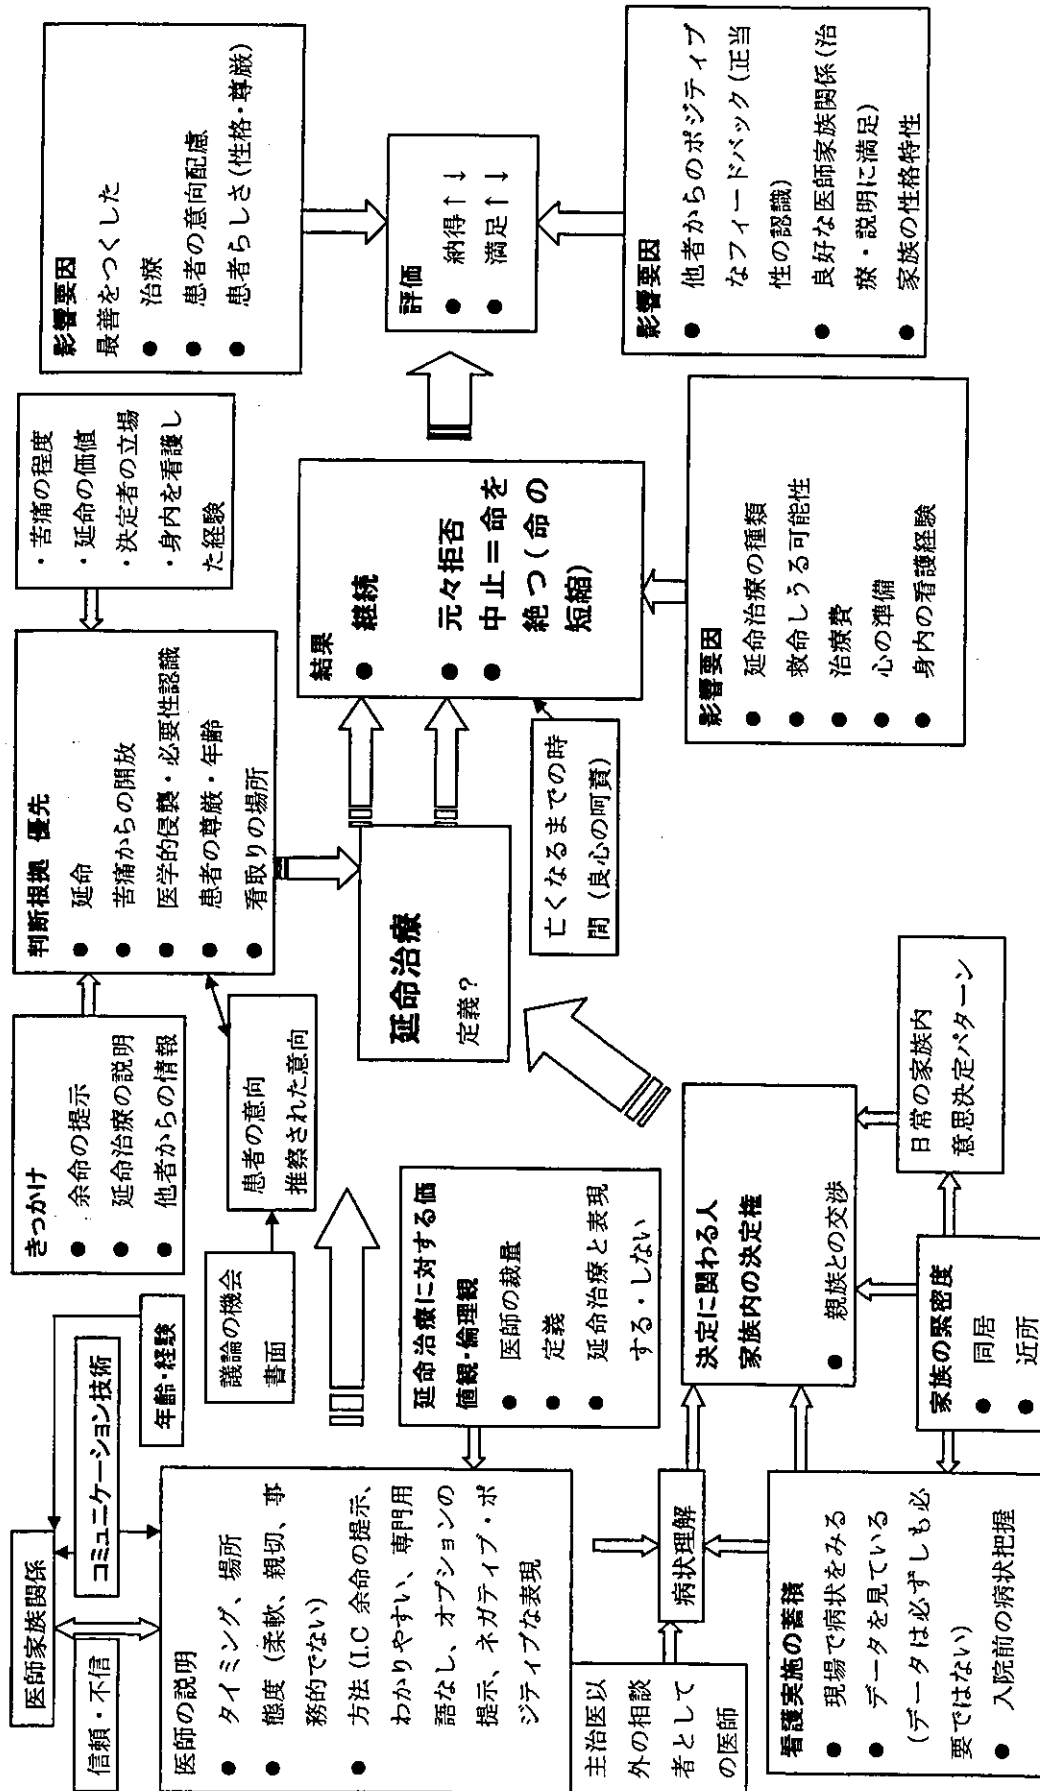 医師家族関係
信頼・不信
コミュニケーション技術
年齢・経験
医師の説明
● タイミング、場所
● 態度（柔軟、親切、事
務的でない）
● 方法（I.C 余命の提示、
わかりやすい、専門用
語なし、オプションの
提示、ネガティブ・ポ
ジティブな表現
主治医以
外の相談
者として
の医師
病状理解
看護実施の蓄積
● 現場で病状をみる
● データを見ている
（データは必ずしも必
要ではない）
● 入院前の病状把握
きっかけ
● 余命の提示
● 延命治療の説明
● 他者からの情報
議論の機会
書面
患者の意向
推察された意向
延命治療に対する価
値観・倫理観
● 医師の裁量
● 定義
● 延命治療と表現
する・しない
決定に関わる人
家族内の決定権
● 親族との交渉
家族の緊密度
● 同居
● 近所
日常の家族内
意思決定パターン
判断根拠 優先
● 延命
● 苦痛からの開放
● 医学的侵襲・必要性認識
● 患者の尊厳・年齢
● 看取りの場所
・苦痛の程度
・延命の価値
・決定者の立場
・身内を看護し
た経験
延命治療
定義？
結果
● 継続
● 元々拒否
● 中止＝命を
絶つ（命の
短縮）
亡くなるまでの時
間（良心の呵責）
影響要因
● 延命治療の種類
● 救命しうる可能性
● 治療費
● 心の準備
● 身内の看護経験
影響要因
最善をつくした
● 治療
● 患者の意向配慮
● 患者らしさ（性格・尊厳）
評価
● 納得↑↓
● 満足↑↓
影響要因
● 他者からのポジティブ
なフィードバック（正当
性の認識）
● 良好な医師家族関係（治
療・説明に満足）
● 家族の性格特性